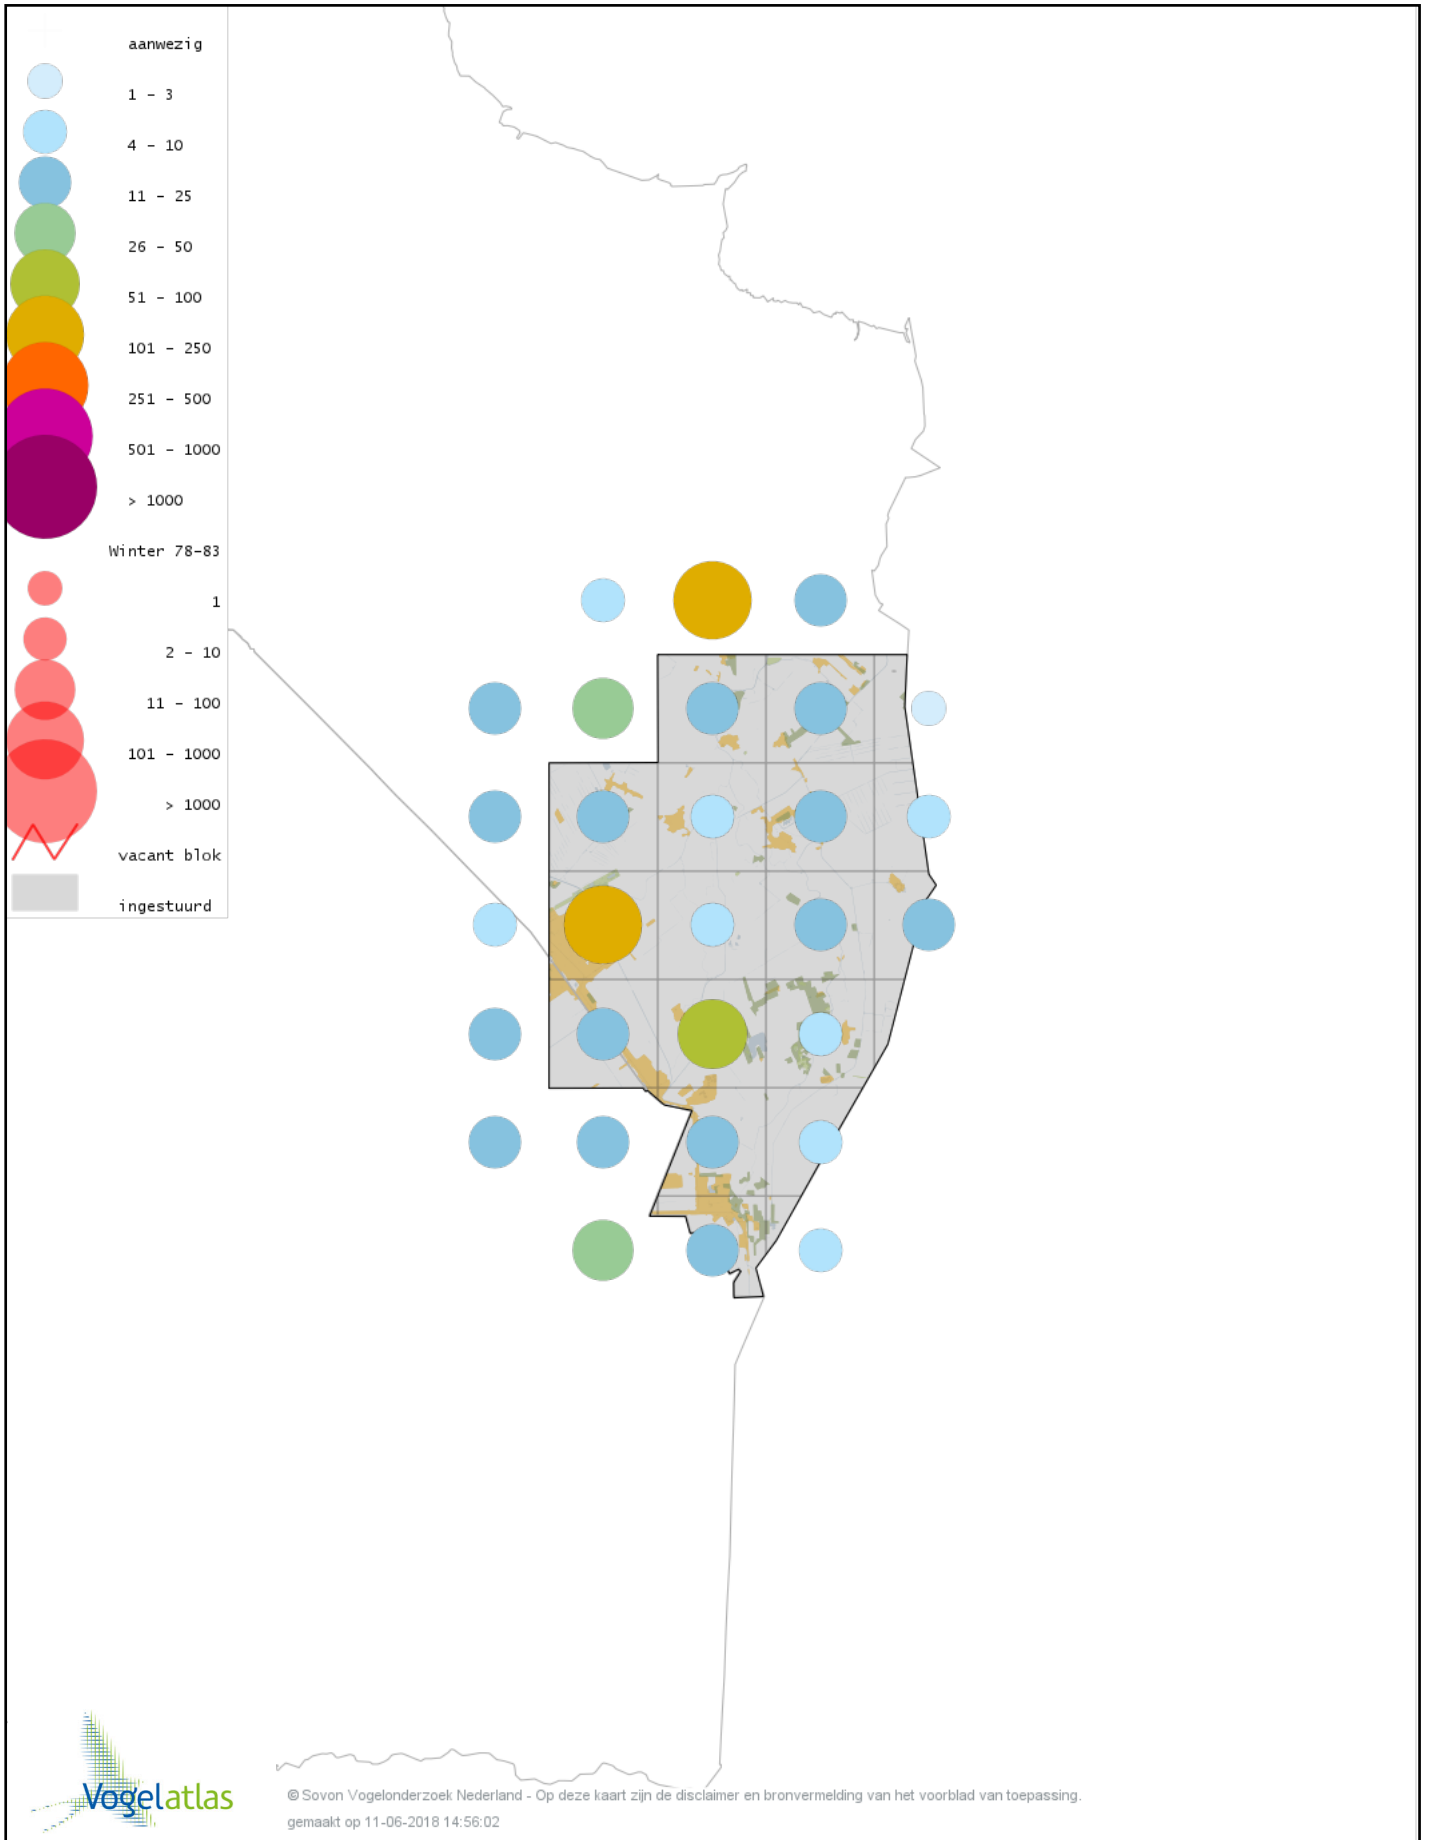 aanwezig
1 - 3
4 - 10
11 - 25
26 - 50
51 - 100
101 - 250
251 - 500
501 - 1000
> 1000
Winter 78-83
1
2 - 10
11 - 100
101 - 1000
> 1000
vacant blok
ingestuurd
Vogelatlas
© Sovon Vogelonderzoek Nederland - Op deze kaart zijn de disclaimer en bronvermelding van het voorblad van toepassing.
gemaakt op 11-06-2018 14:56:02